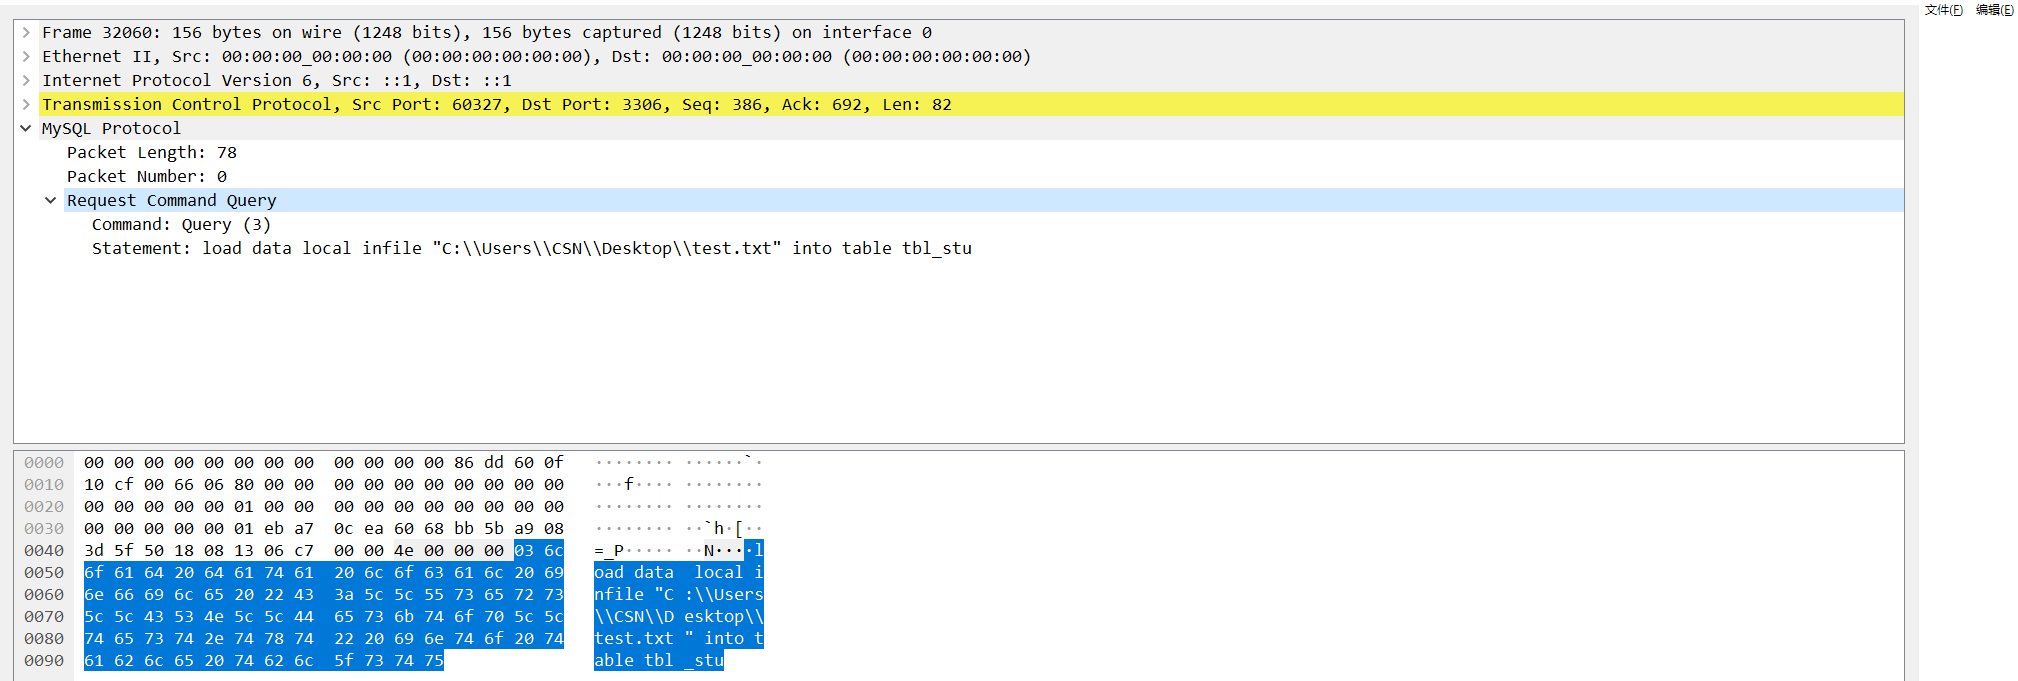 文件(F) 编辑(E)
Frame 32060: 156 bytes on wire (1248 bits), 156 bytes captured (1248 bits) on interface 0
Ethernet II, Src: 00:00:00_00:00:00 (00:00:00:00:00:00), Dst: 00:00:00_00:00:00 (00:00:00:00:00:00)
Internet Protocol Version 6, Src: ::1, Dst: ::1
Transmission Control Protocol, Src Port: 60327, Dst Port: 3306, Seq: 386, Ack: 692, Len: 82
MySQL Protocol
Packet Length: 78
Packet Number: 0
Request Command Query
Command: Query (3)
Statement: load data local infile "C:\\Users\\CSN\\Desktop\\test.txt" into table tbl_stu
0000 00 00 00 00 00 00 00 00 00 00 00 00 86 dd 60 0f ········ ······`·
0010 10 cf 00 66 06 80 00 00 00 00 00 00 00 00 00 00 ···f···· ········
0020 00 00 00 00 00 01 00 00 00 00 00 00 00 00 00 00 ········ ········
0030 00 00 00 00 00 01 eb a7 0c ea 60 68 bb 5b a9 08 ········ ··`h·[··
0040 3d 5f 50 18 08 13 06 c7 00 00 4e 00 00 00 03 6c =_P····· ··N····l
0050 6f 61 64 20 64 61 74 61 20 6c 6f 63 61 6c 20 69 oad data local i
0060 6e 66 69 6c 65 20 22 43 3a 5c 5c 55 73 65 72 73 nfile "C :\\Users
0070 5c 5c 43 53 4e 5c 5c 44 65 73 6b 74 6f 70 5c 5c \\CSN\\D esktop\\
0080 74 65 73 74 2e 74 78 74 22 20 69 6e 74 6f 20 74 test.txt " into t
0090 61 62 6c 65 20 74 62 6c 5f 73 74 75 able tbl _stu